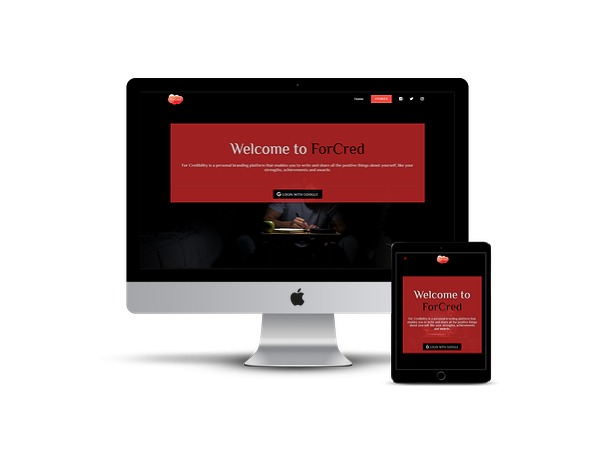 Home
STORIES
Welcome to ForCred
For Credibility is a personal branding platform that enables you to write and share all the positive things about yourself, like your
strengths, achievements and awards.
LOGIN WITH GOOGLE
Welcome to
ForCred
For Credibility is a personal branding platform that
enables you to write and share all the positive things
about yourself, like your strengths, achievements
and awards.
LOGIN WITH GOOGLE